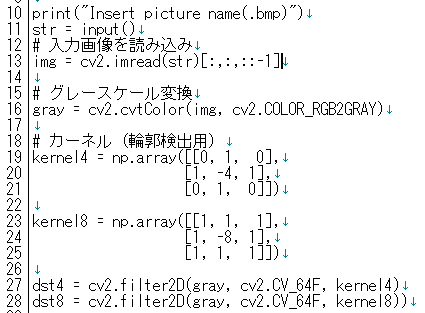 10 print("Insert picture name(.bmp)")↓
11 str = input()↓
12 # 入力画像を読み込み↓
13 img = cv2.imread(str)[:,:,::-1]↓
14 ↓
15 # グレースケール変換↓
16 gray = cv2.cvtColor(img, cv2.COLOR_RGB2GRAY)↓
17 ↓
18 # カーネル（輪郭検出用）↓
19 kernel4 = np.array([[0, 1,  0],↓
20                    [1, -4, 1],↓
21                    [0, 1, 0]])↓
22 ↓
23 kernel8 = np.array([[1, 1,  1],↓
24                    [1, -8, 1],↓
25                    [1, 1, 1]])↓
26 ↓
27 dst4 = cv2.filter2D(gray, cv2.CV_64F, kernel4)↓
28 dst8 = cv2.filter2D(gray, cv2.CV_64F, kernel8))↓